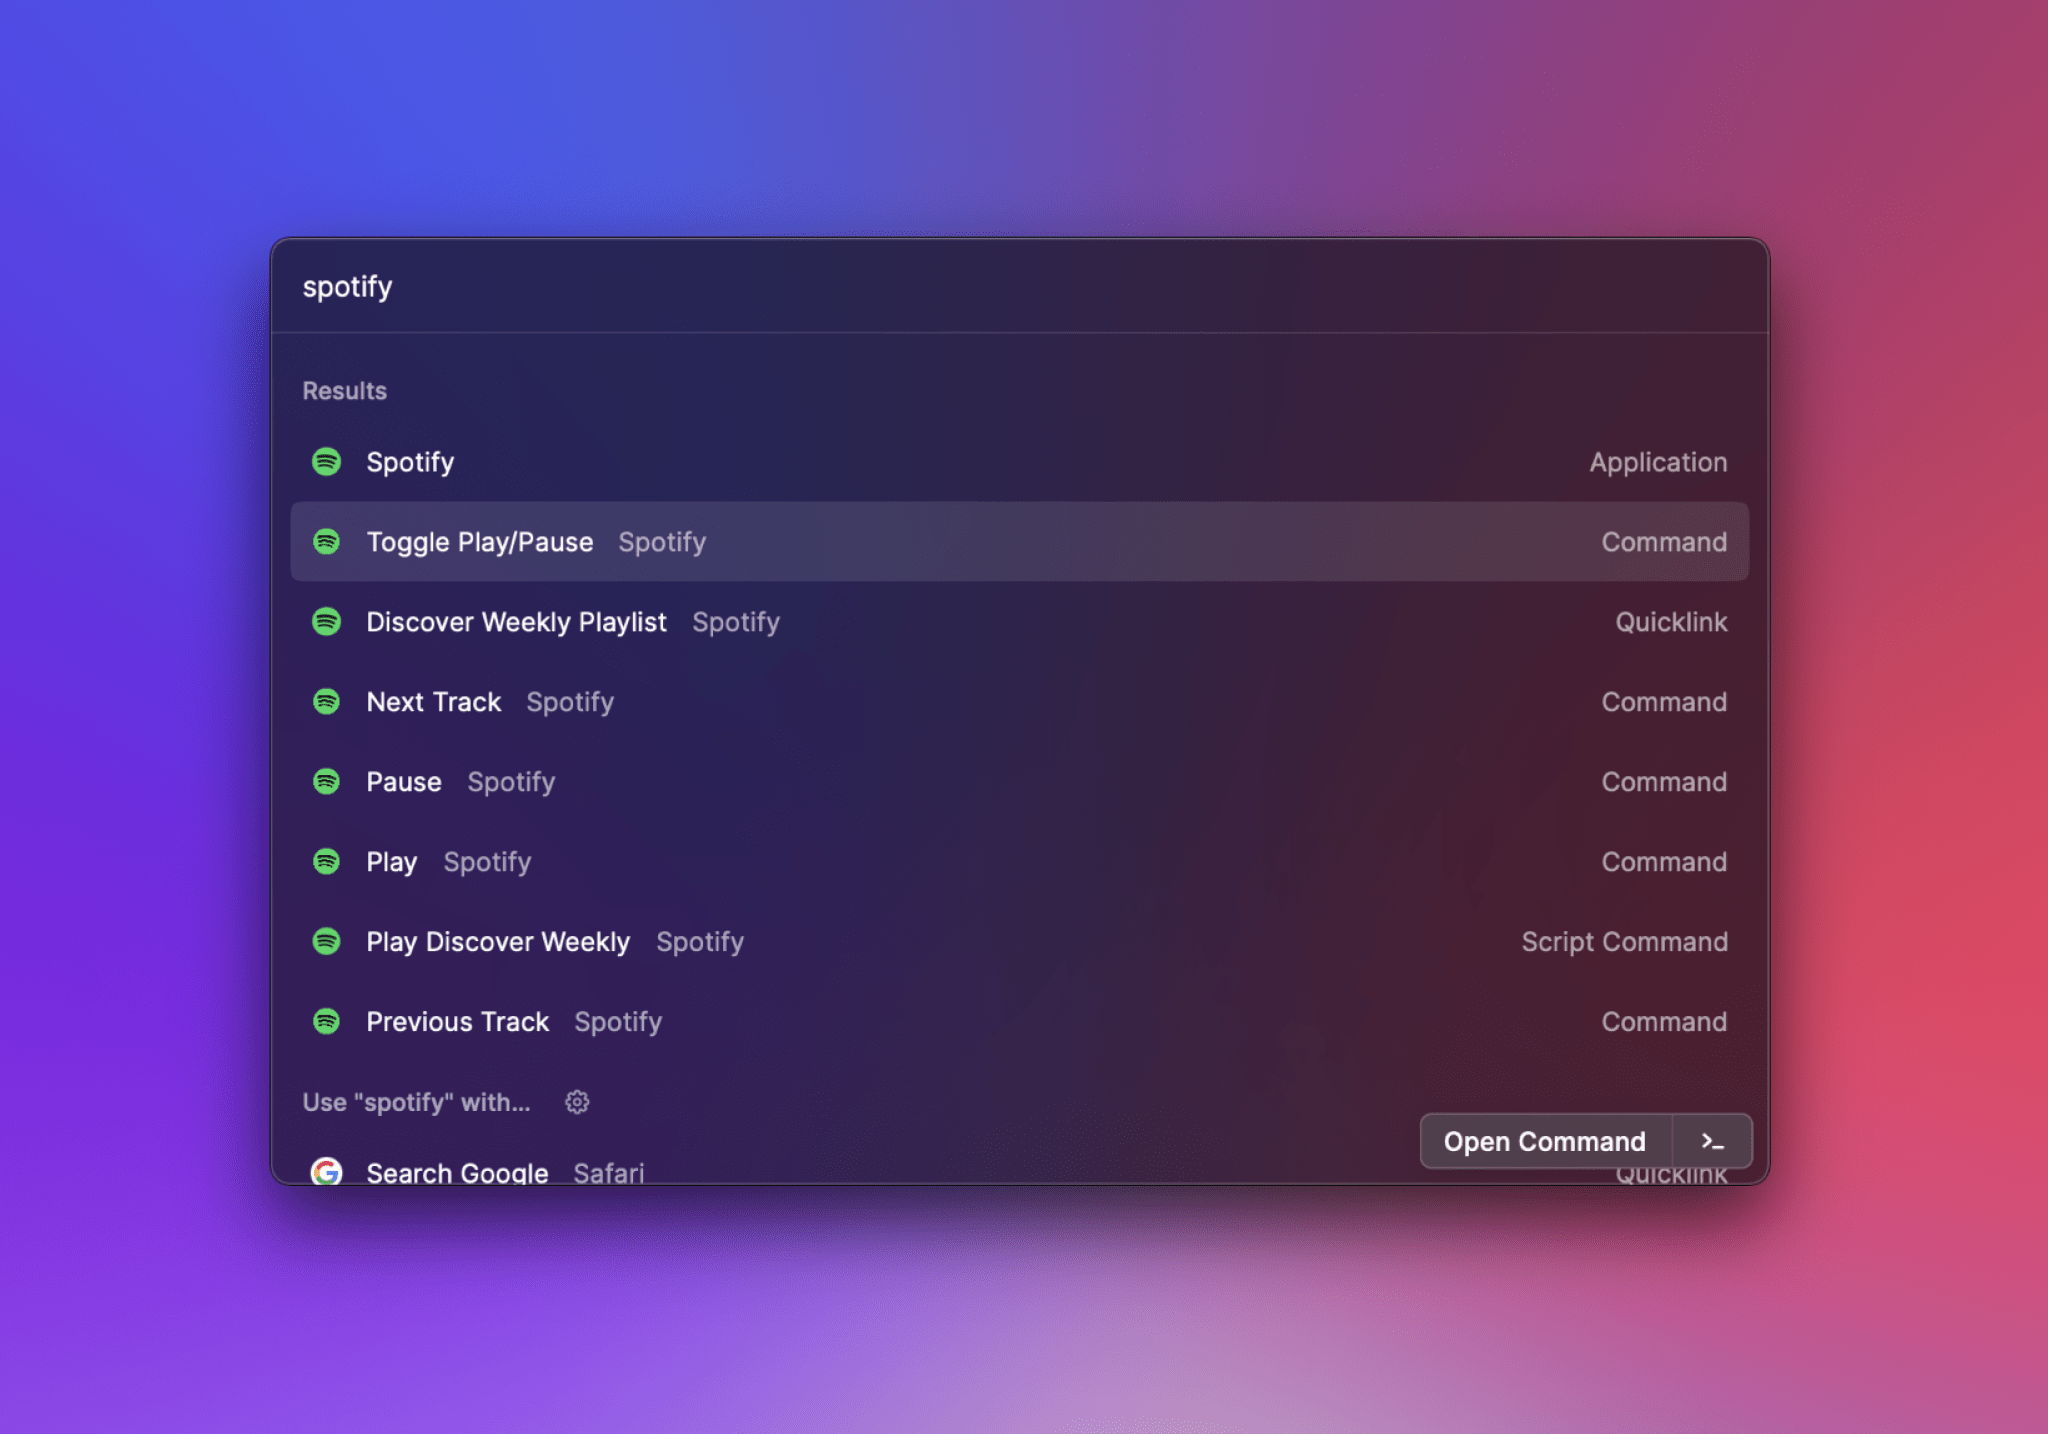 spotify
Results
Spotify Application
Toggle Play/Pause Spotify Command
Discover Weekly Playlist Spotify Quicklink
Next Track Spotify Command
Pause Spotify Command
Play Spotify Command
Play Discover Weekly Spotify Script Command
Previous Track Spotify Command
Use "spotify" with...
Open Command >_
Search Google Safari Quicklink